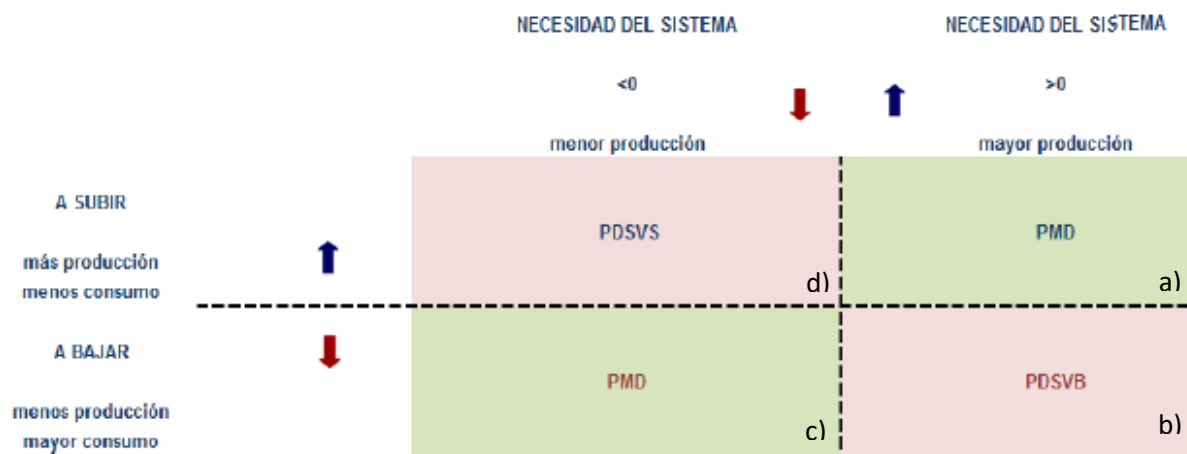 NECESIDAD DEL SISTEMA
NECESIDAD DEL SISTEMA
<0
>0
menor producción
mayor producción
A SUBIR
más producción
menos consumo
PDSVS
PMD
d)
a)
A BAJAR
menos producción
mayor consumo
PMD
PDSVB
c)
b)